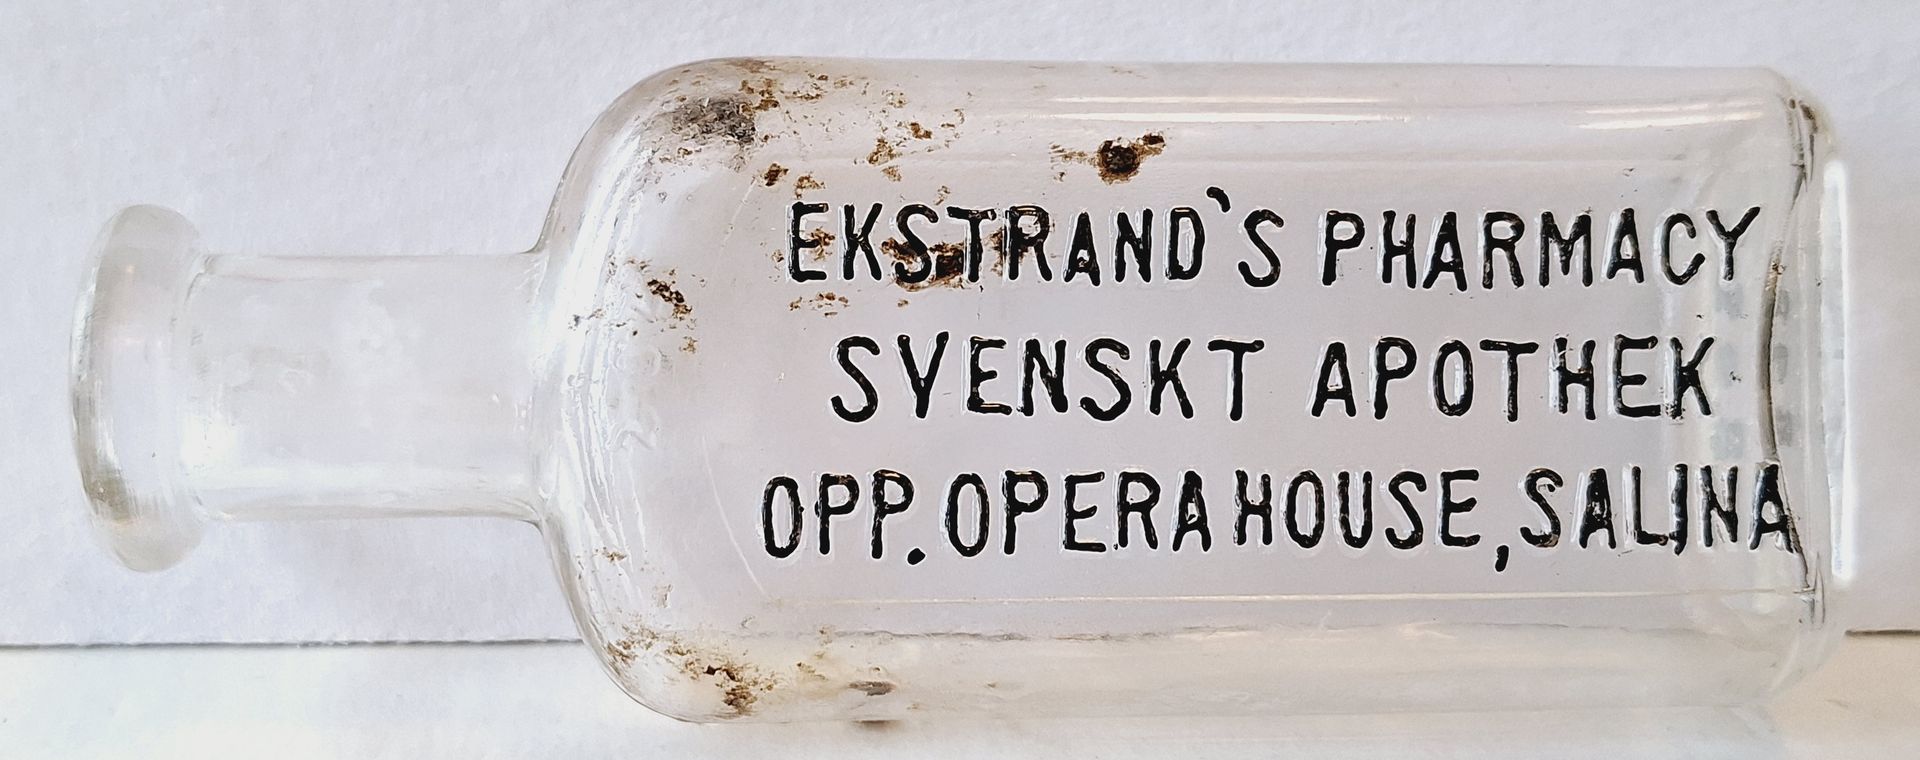 EKSTRAND'S PHARMACY
SVENSKT APOTHEK
OPP. OPERA HOUSE, SALINA